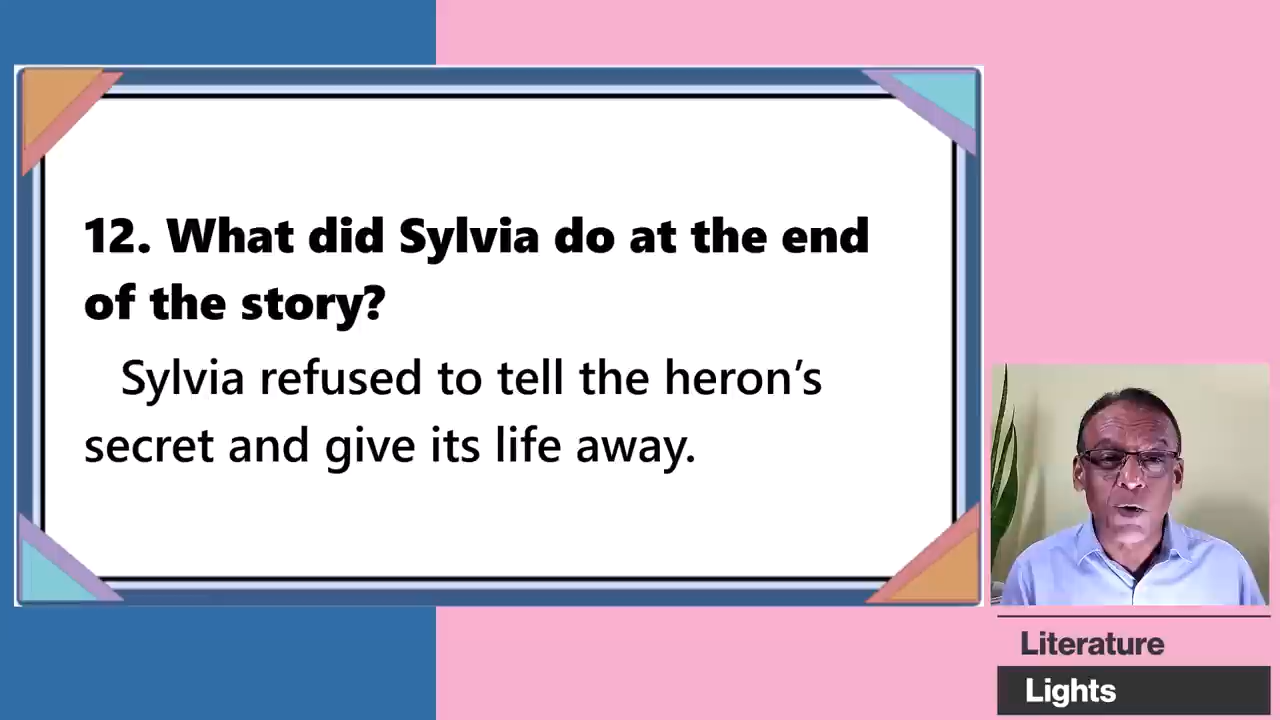 12. What did Sylvia do at the end
of the story?
Sylvia refused to tell the heron’s
secret and give its life away.
Literature
Lights